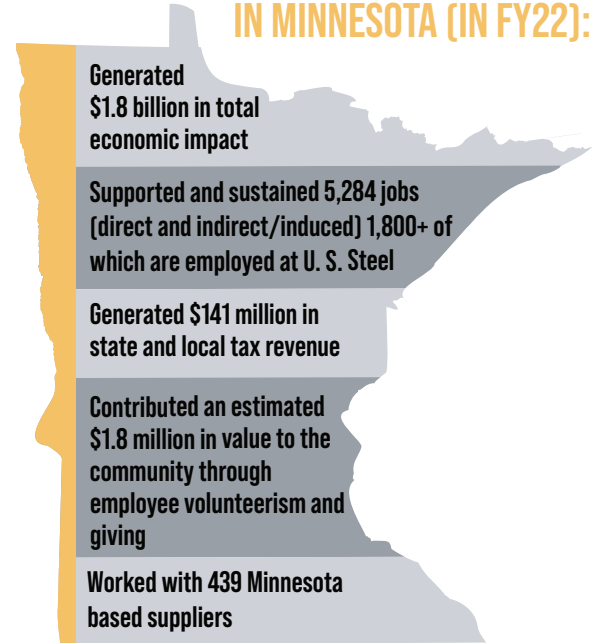 IN MINNESOTA (IN FY22):
Generated
$1.8 billion in total
economic impact
Supported and sustained 5,284 jobs
(direct and indirect/induced) 1,800+ of
which are employed at U. S. Steel
Generated $141 million in
state and local tax revenue
Contributed an estimated
$1.8 million in value to the
community through
employee volunteerism and
giving
Worked with 439 Minnesota
based suppliers